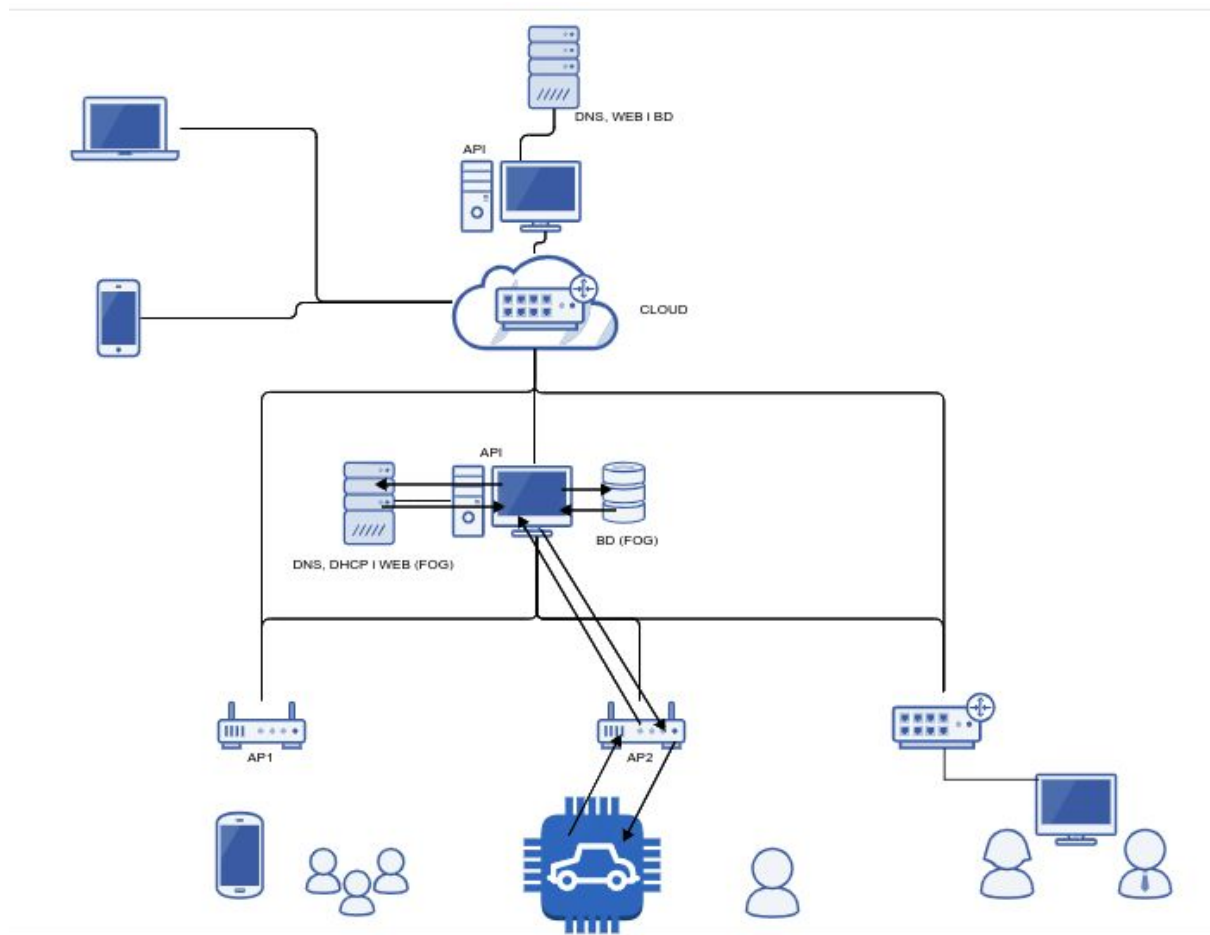 DNS, WEB I BD
API
CLOUD
API
DNS, DHCP I WEB (FOG)
BD (FOG)
AP1
AP2